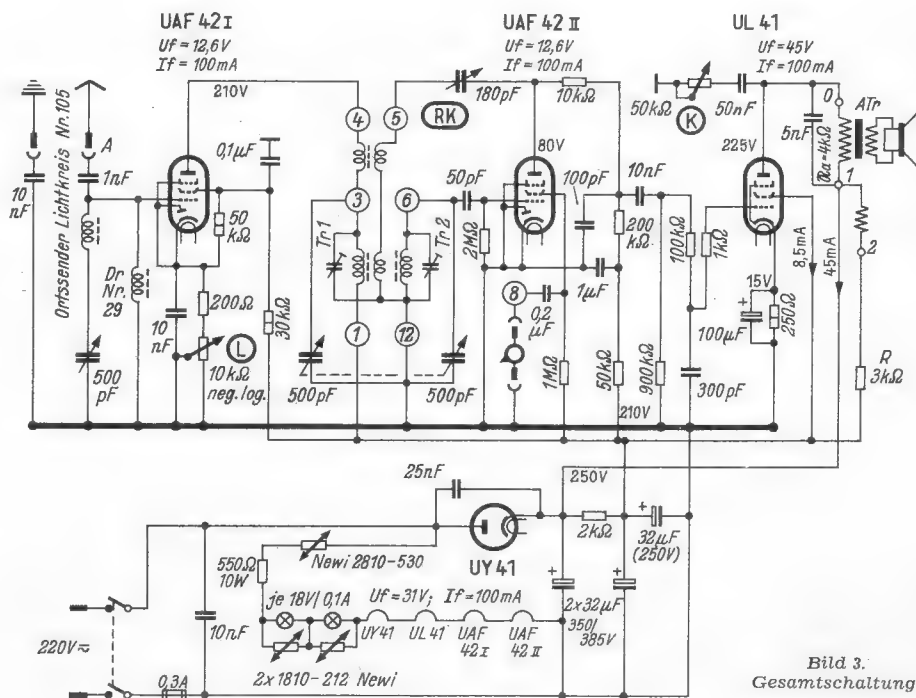 UAF 42 I
Uf = 12,6V
If = 100mA
UAF 42 II
Uf = 12,6V
If = 100mA
UL 41
Uf = 45V
If = 100mA
210V
4
5
180pF
RK
10kΩ
50kΩ
K
50nF
0
ATr
5nF
Ra=4kΩ
1
2
A
10
nF
1nF
Ortssender Lichtkreis Nr. 105
0,1µF
50
kΩ
80V
225V
3
6
50pF
100pF
10nF
200
kΩ
100kΩ
1kΩ
8,5mA
45mA
Dr
Nr.
29
Tr 1
Tr 2
2MΩ
1µF
15V
10
nF
200Ω
30kΩ
1
12
8
0,2
µF
100µF
250Ω
500
pF
L
10kΩ
neg. log.
500pF
500pF
1MΩ
50kΩ
900kΩ
300pF
R
3kΩ
210V
25nF
250V
2kΩ
+
32µF
(250V)
UY 41
Newi 2810-530
550Ω
10W
je 18V/0,1A
Uf = 31V; If = 100mA
+
+
2x32µF
350/
385V
UY41
UL 41
UAF
42 I
UAF
42 II
220V≂
10nF
2x 1810-212 Newi
0,3A
Bild 3.
Gesamtschaltung